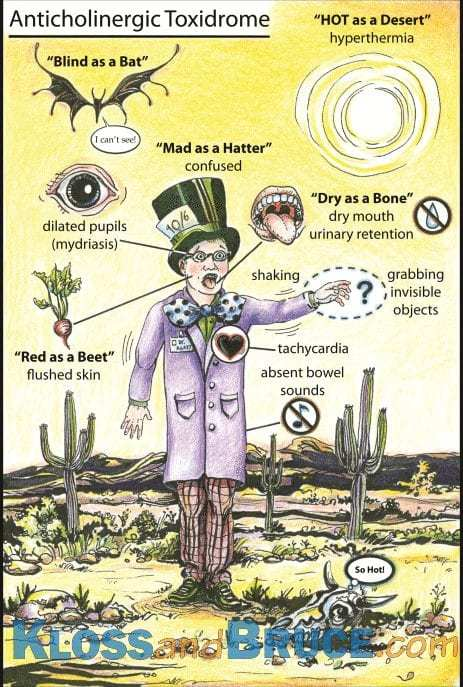 Anticholinergic Toxidrome
"HOT as a Desert"
hyperthermia
"Blind as a Bat"
I can't see!
"Mad as a Hatter"
confused
10/6
"Dry as a Bone"
dry mouth
urinary retention
dilated pupils
(mydriasis)
shaking
?
grabbing
invisible
objects
"Red as a Beet"
flushed skin
DR.
tachycardia
absent bowel
sounds
So Hot!
KLOSSandBRUCE.com